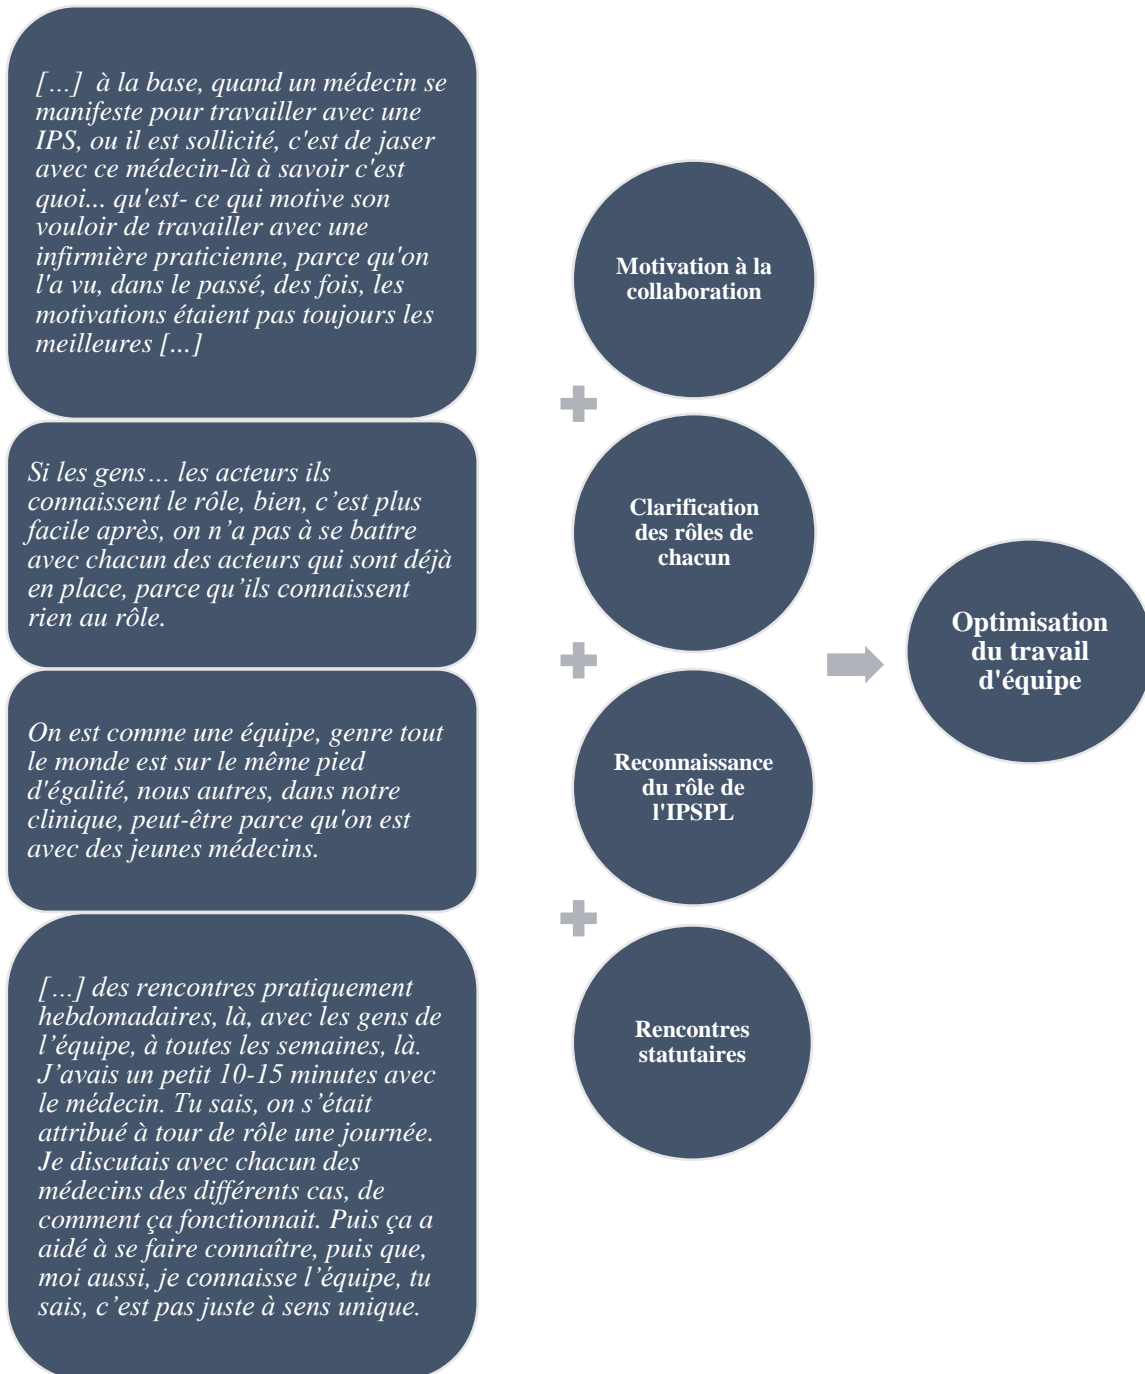 […] à la base, quand un médecin se
manifeste pour travailler avec une
IPS, ou il est sollicité, c'est de jaser
avec ce médecin-là à savoir c'est
quoi... qu'est- ce qui motive son
vouloir de travailler avec une
infirmière praticienne, parce qu'on
l'a vu, dans le passé, des fois, les
motivations étaient pas toujours les
meilleures [...]
Motivation à la
collaboration
Si les gens… les acteurs ils
connaissent le rôle, bien, c’est plus
facile après, on n’a pas à se battre
avec chacun des acteurs qui sont déjà
en place, parce qu’ils connaissent
rien au rôle.
Clarification
des rôles de
chacun
On est comme une équipe, genre tout
le monde est sur le même pied
d'égalité, nous autres, dans notre
clinique, peut-être parce qu'on est
avec des jeunes médecins.
Reconnaissance
du rôle de
l'IPSPL
[…] des rencontres pratiquement
hebdomadaires, là, avec les gens de
l’équipe, à toutes les semaines, là.
J’avais un petit 10-15 minutes avec
le médecin. Tu sais, on s’était
attribué à tour de rôle une journée.
Je discutais avec chacun des
médecins des différents cas, de
comment ça fonctionnait. Puis ça a
aidé à se faire connaître, puis que,
moi aussi, je connaisse l’équipe, tu
sais, c’est pas juste à sens unique.
Rencontres
statutaires
Optimisation
du travail
d'équipe